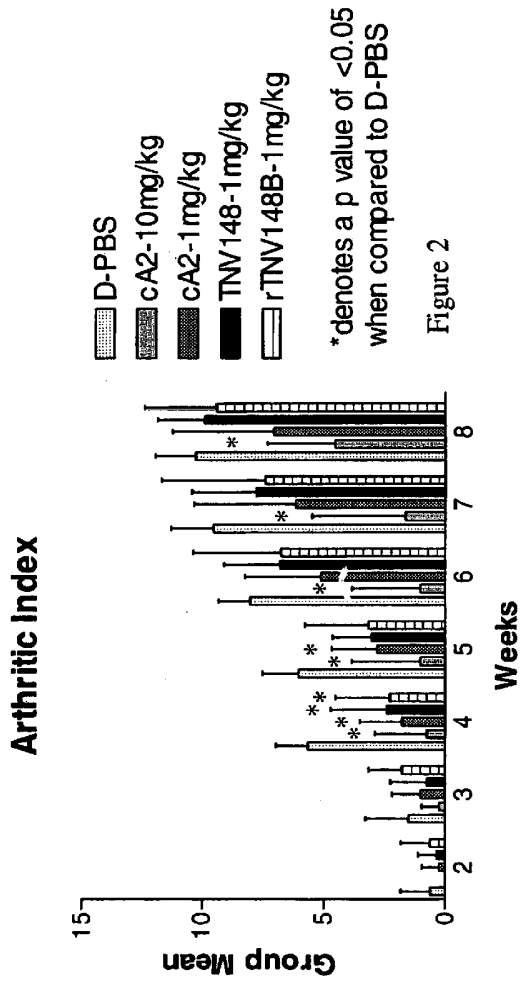 Arthritic Index
Group Mean
15
10
5
0
2
3
4
5
6
7
8
Weeks
* * * *
* *
*
*
*
D-PBS
cA2-10mg/kg
cA2-1mg/kg
TNV148-1mg/kg
rTNV148B-1mg/kg
*denotes a p value of <0.05
when compared to D-PBS
Figure 2